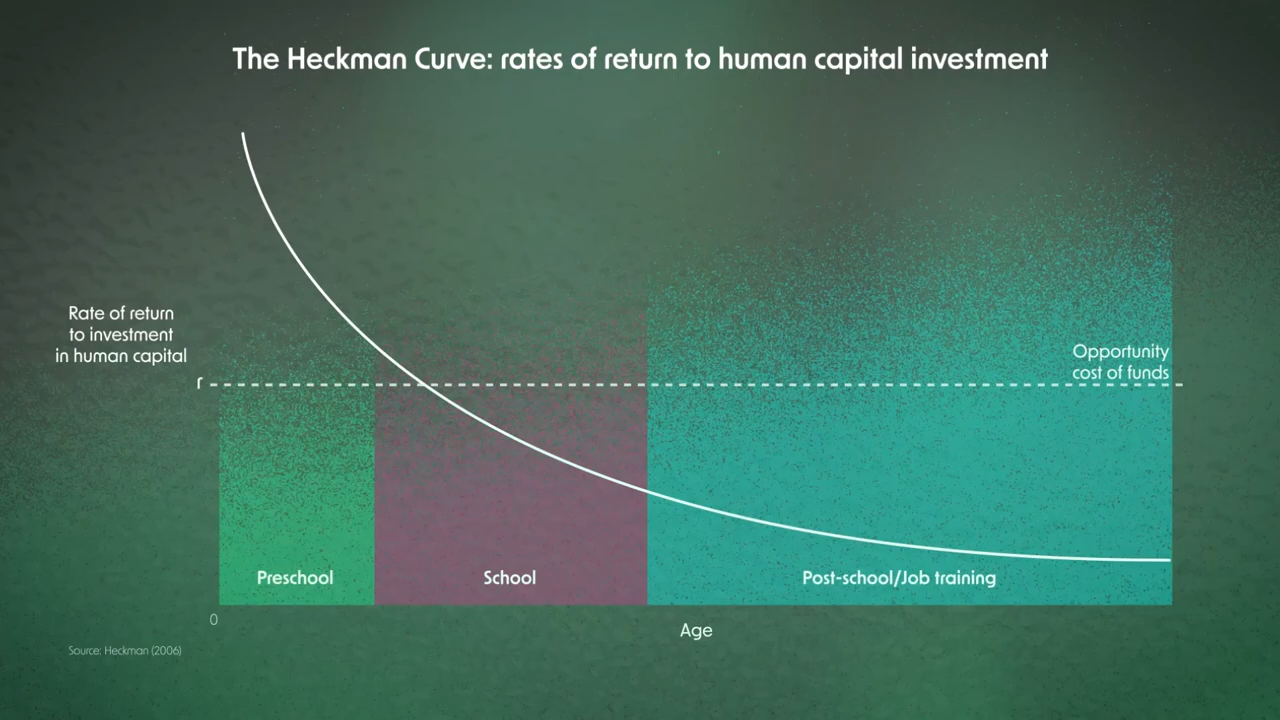 The Heckman Curve: rates of return to human capital investment
Rate of return
to investment
in human capital
r
Opportunity
cost of funds
Preschool
School
Post-school/Job training
0
Age
Source: Heckman (2006)